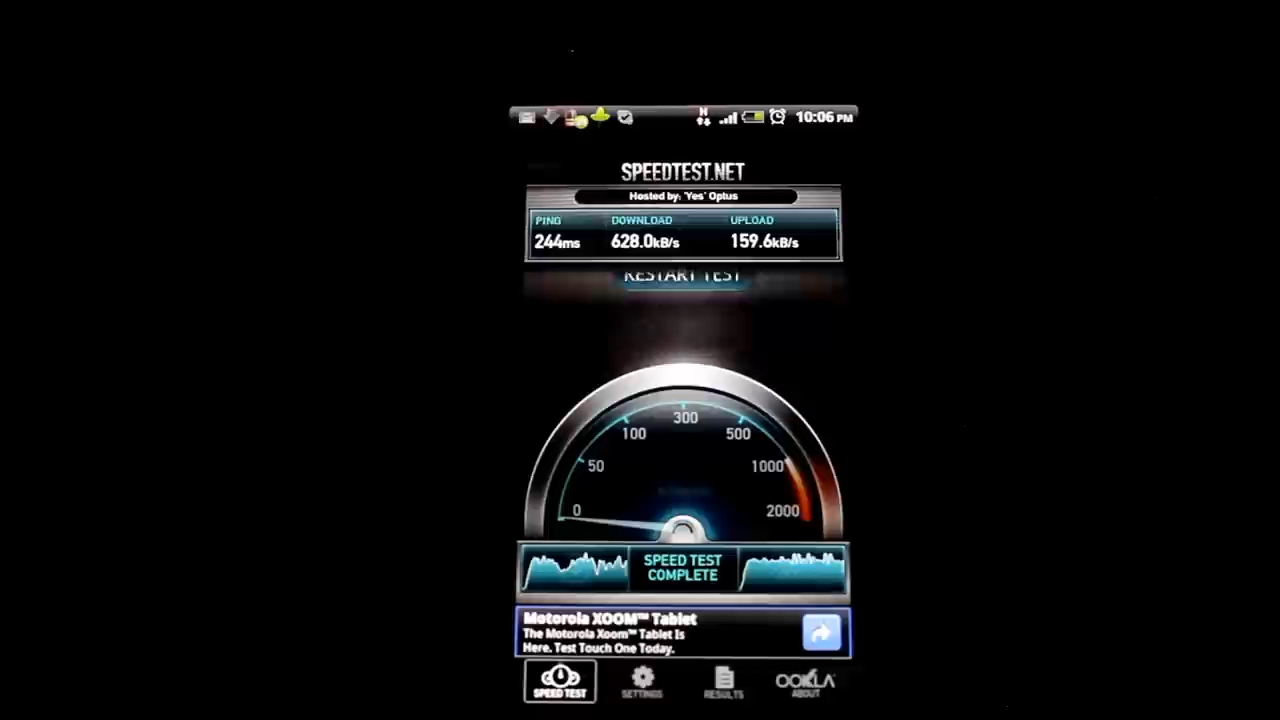 H
10:06 PM
SPEEDTEST.NET
Hosted by: 'Yes' Optus
PING DOWNLOAD UPLOAD
244ms 628.0kB/s 159.6kB/s
RESTART TEST
300
100 500
50 1000
0 2000
SPEED TEST
COMPLETE
Motorola XOOM™ Tablet
The Motorola Xoom™ Tablet Is
Here. Test Touch One Today.
SPEED TEST SETTINGS RESULTS OOKLA
ABOUT